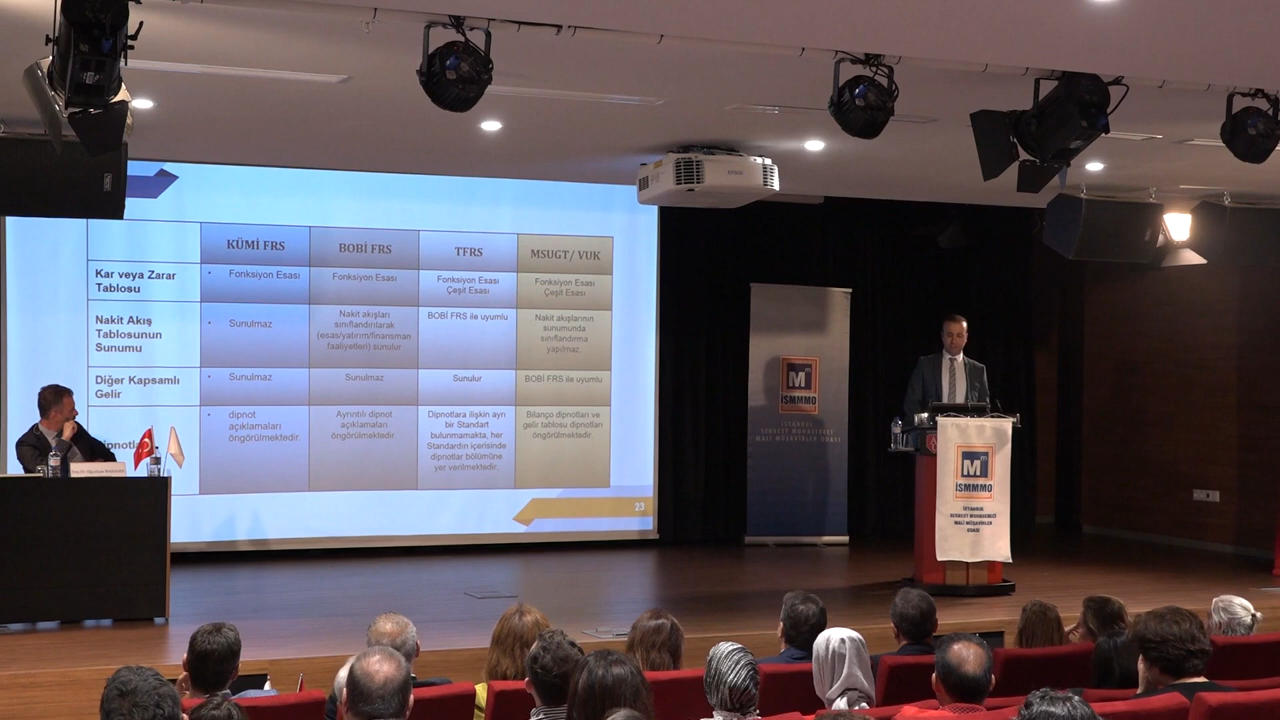 EPSON
KÜMİ FRS
BOBİ FRS
TFRS
MSUGT/ VUK
Kar veya Zarar
Tablosu
• Fonksiyon Esası
Fonksiyon Esası
Fonksiyon Esası
Çeşit Esası
Fonksiyon Esası
Çeşit Esası
Nakit Akış
Tablosunun
Sunumu
• Sunulmaz
Nakit akışları
sınıflandırılarak
(esas/yatırım/finansman
faaliyetleri) sunulur
BOBİ FRS ile uyumlu
Nakit akışlarının
sunumunda
sınıflandırma
yapılmaz.
Diğer Kapsamlı
Gelir
• Sunulmaz
Sunulmaz
Sunulur
BOBİ FRS ile uyumlu
Dipnotla
• dipnot
açıklamaları
öngörülmektedir.
Ayrıntılı dipnot
açıklamaları
öngörülmektedir.
Dipnotlara ilişkin ayrı
bir Standart
bulunmamakta, her
Standardın içerisinde
dipnotlar bölümüne
yer verilmektedir.
Bilanço dipnotları ve
gelir tablosu dipnotları
öngörülmektedir.
23
Mm
İSMMMO
İSTANBUL
SERBEST MUHASEBECİ
MALİ MÜŞAVİRLER ODASI
Mm
İSMMMO
İSTANBUL
SERBEST MUHASEBECİ
MALİ MÜŞAVİRLER
ODASI